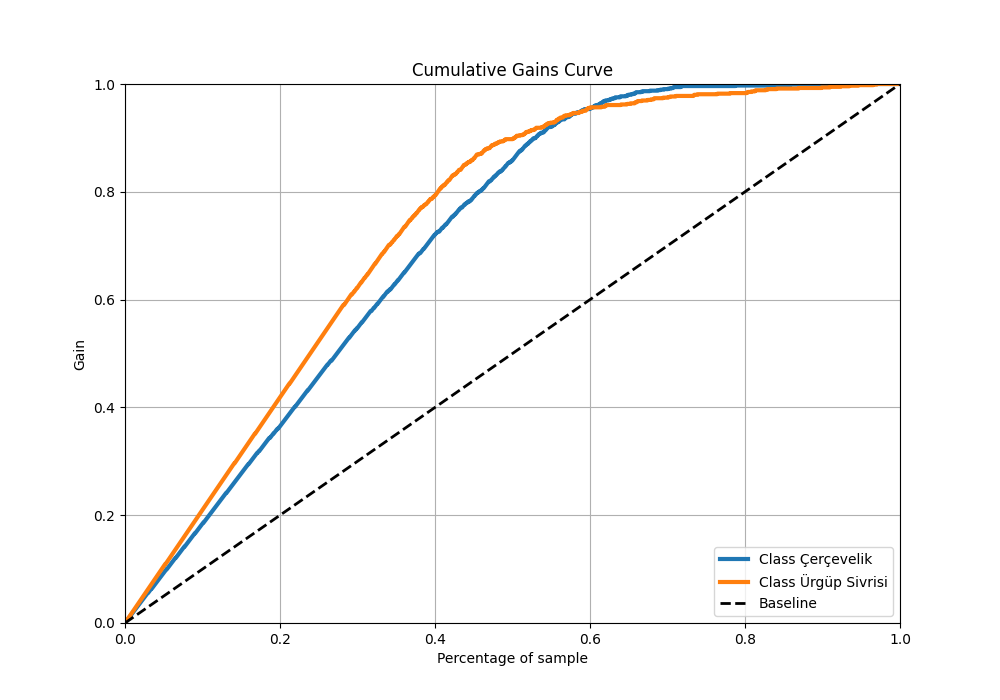 Cumulative Gains Curve
Gain
1.0
0.8
0.6
0.4
0.2
0.0
0.0 0.2 0.4 0.6 0.8 1.0
Percentage of sample
Class Çerçevelik
Class Ürgüp Sivrisi
Baseline